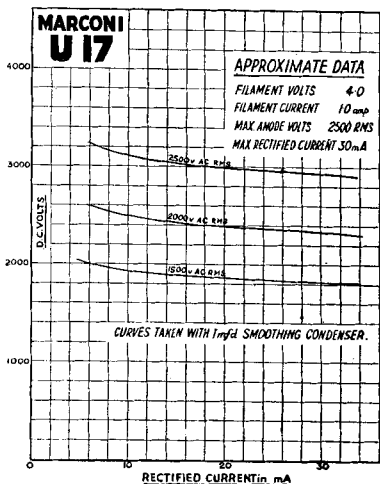 MARCONI
U 17
APPROXIMATE DATA
FILAMENT VOLTS 4·0
FILAMENT CURRENT 1·0 amp
MAX ANODE VOLTS 2500 RMS
MAX RECTIFIED CURRENT 30mA
4000
3000
2000
1000
0
D.C. VOLTS
2500V AC RMS
2000V AC RMS
1500V AC RMS
CURVES TAKEN WITH 1mfd SMOOTHING CONDENSER.
0 10 20 30
RECTIFIED CURRENT in mA